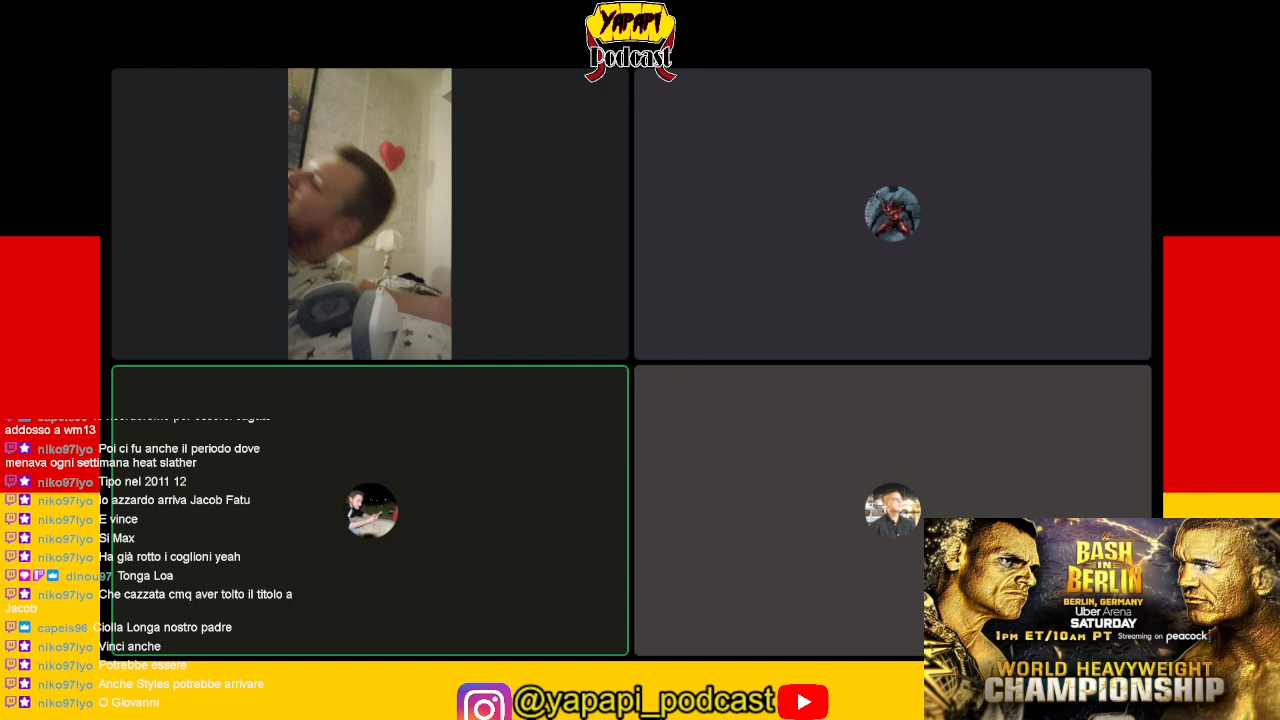 YAPAPI
Podcast
addosso a wm13
niko97lyo Poi ci fu anche il periodo dove
menava ogni settimana heat slather
niko97lyo Tipo nel 2011 12
niko97lyo Io azzardo arriva Jacob Fatu
niko97lyo E vince
niko97lyo Si Max
niko97lyo Ha già rotto i coglioni yeah
dinou97 Tonga Loa
niko97lyo Che cazzata cmq aver tolto il titolo a
Jacob
capeis96 Giolla Longa nostro padre
niko97lyo Vinci anche
niko97lyo Potrebbe essere
niko97lyo Anche Styles potrebbe arrivare
niko97lyo O Giovanni
BASH
IN
BERLIN
BERLIN, GERMANY
Uber Arena
SATURDAY
1PM ET/10AM PT Streaming on peacock
WORLD HEAVYWEIGHT
CHAMPIONSHIP
@yapapi_podcast